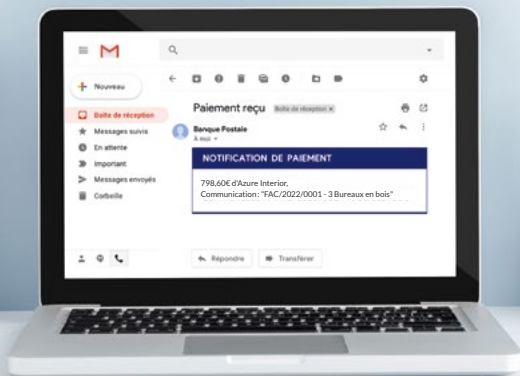 Nouveau
Boîte de réception
Messages suivis
En attente
Important
Messages envoyés
Corbeille
Paiement reçu Boîte de réception x
Banque Postale
À moi
NOTIFICATION DE PAIEMENT
798,60€ d'Azure Interior,
Communication : "FAC/2022/0001 - 3 Bureaux en bois"
Répondre
Transférer